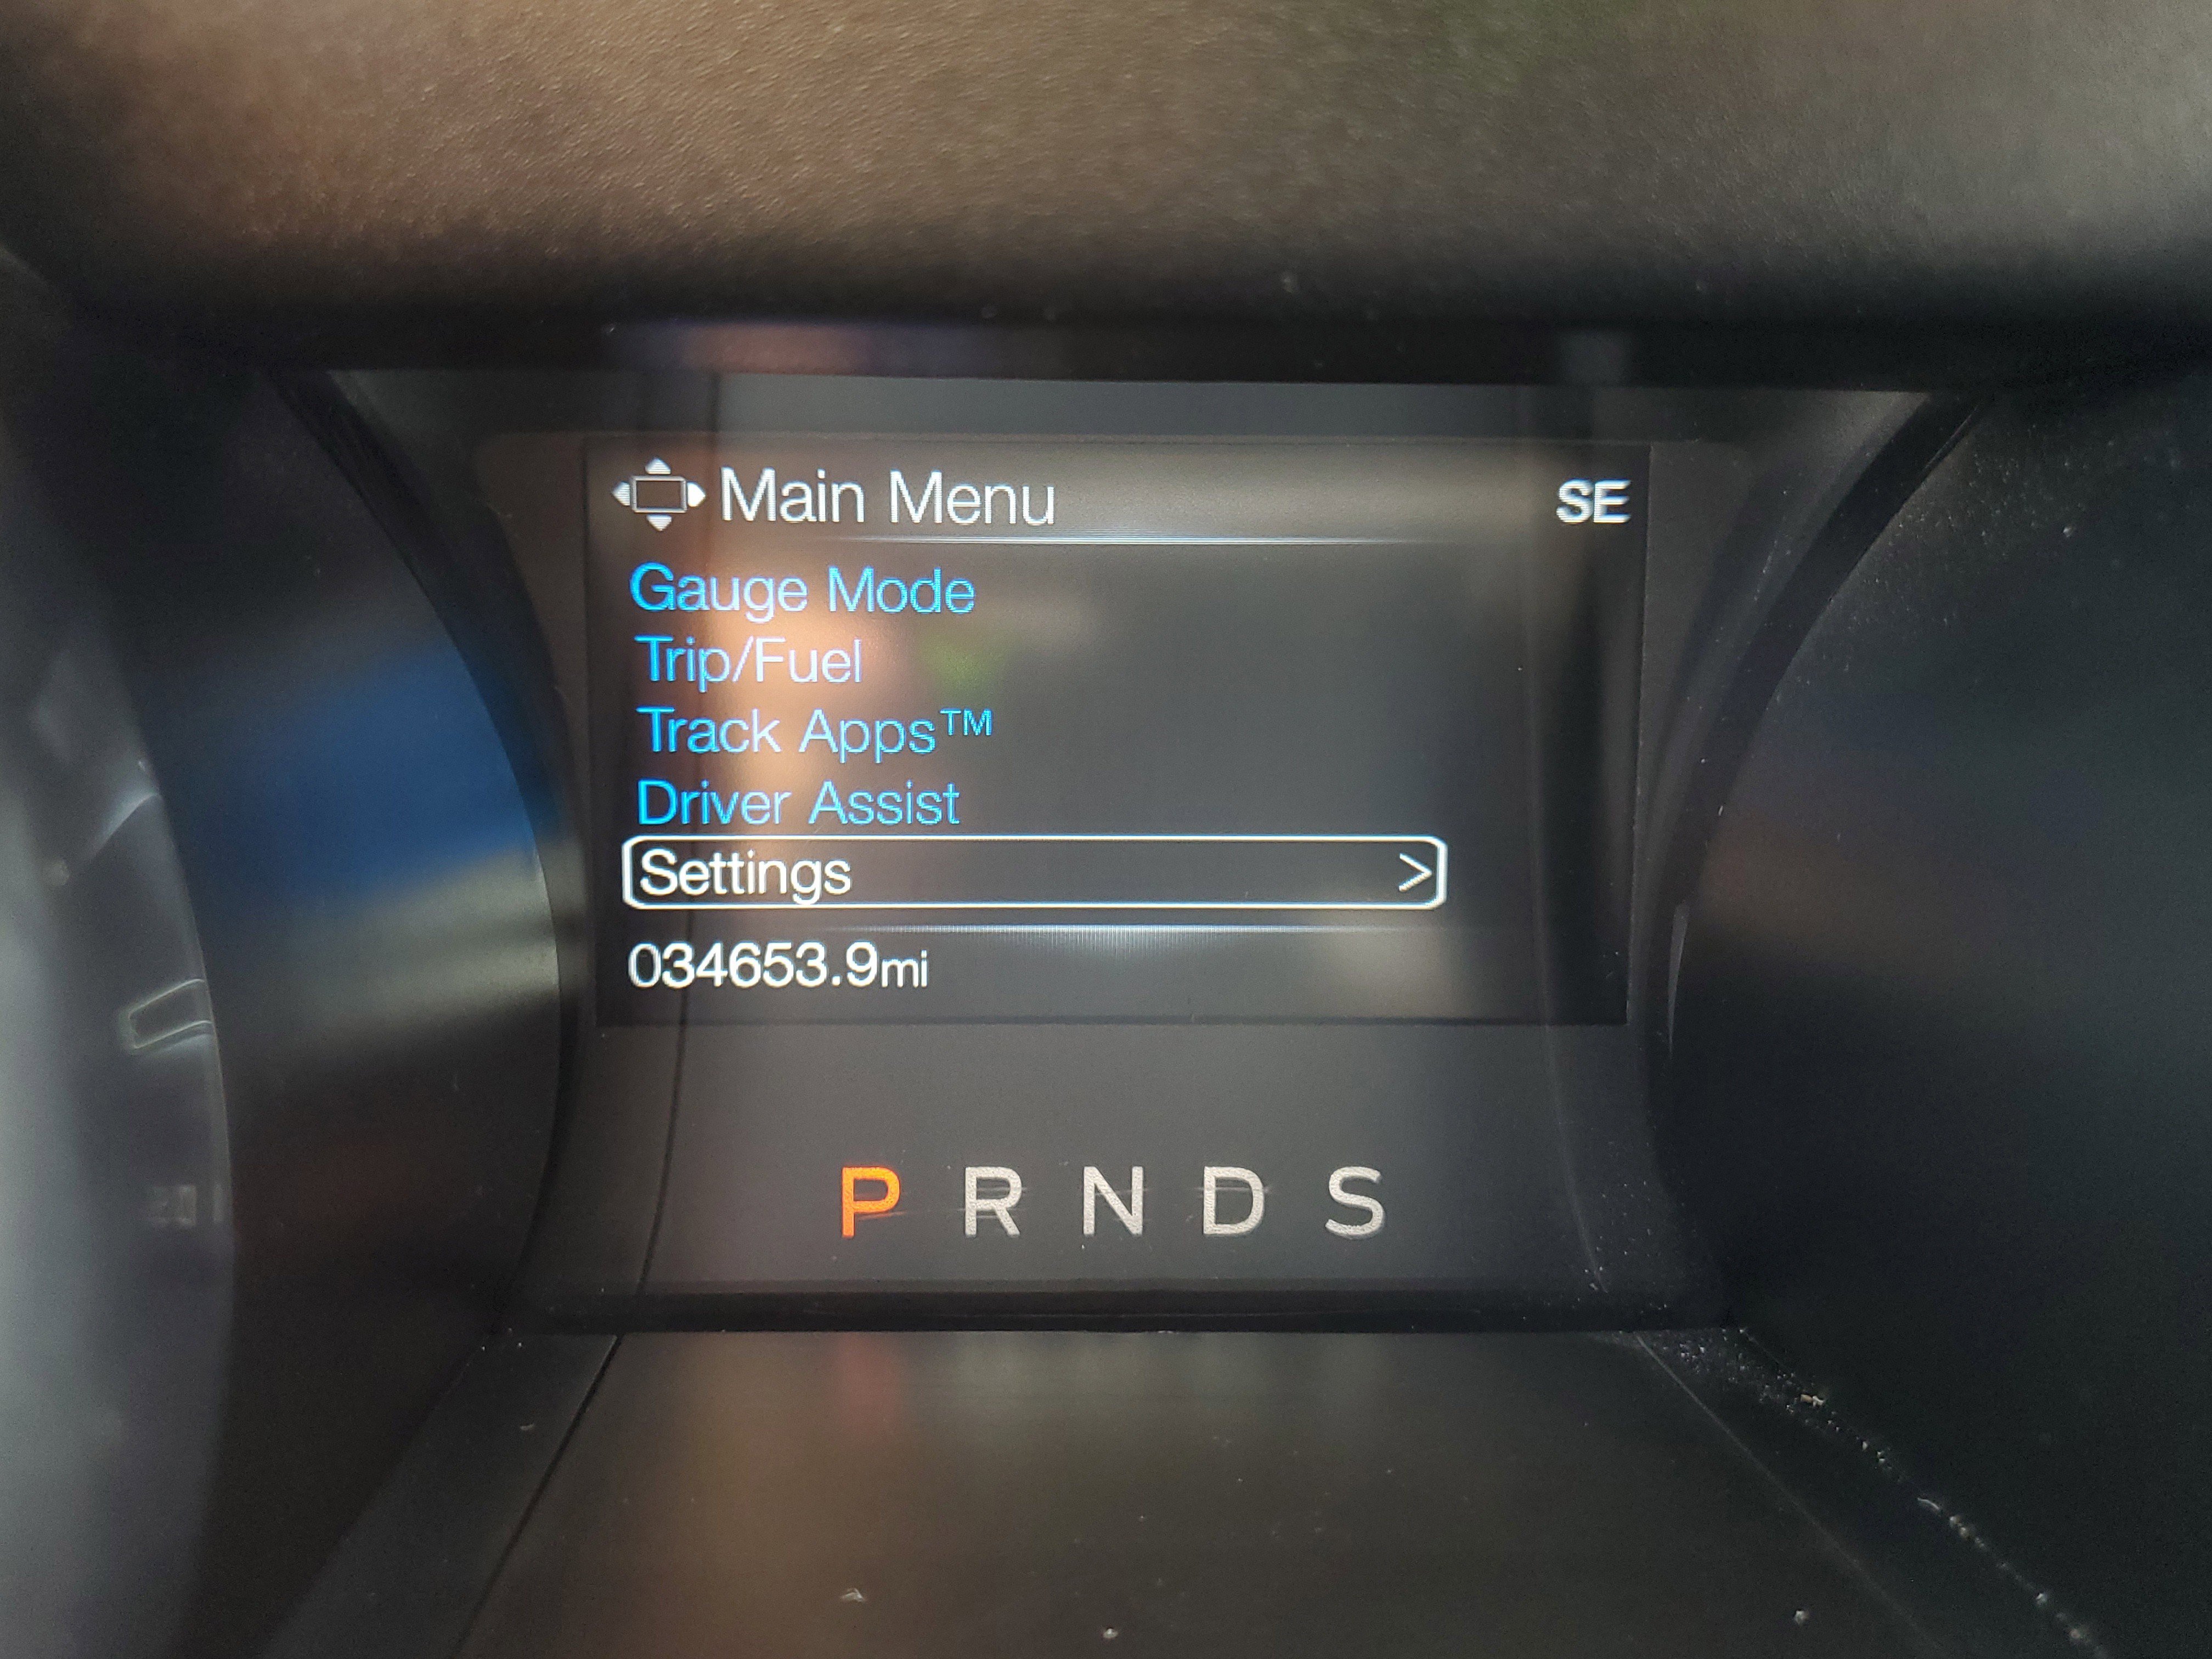 Main Menu SE
Gauge Mode
Trip/Fuel
Track Apps™
Driver Assist
Settings >
034653.9mi
P R N D S